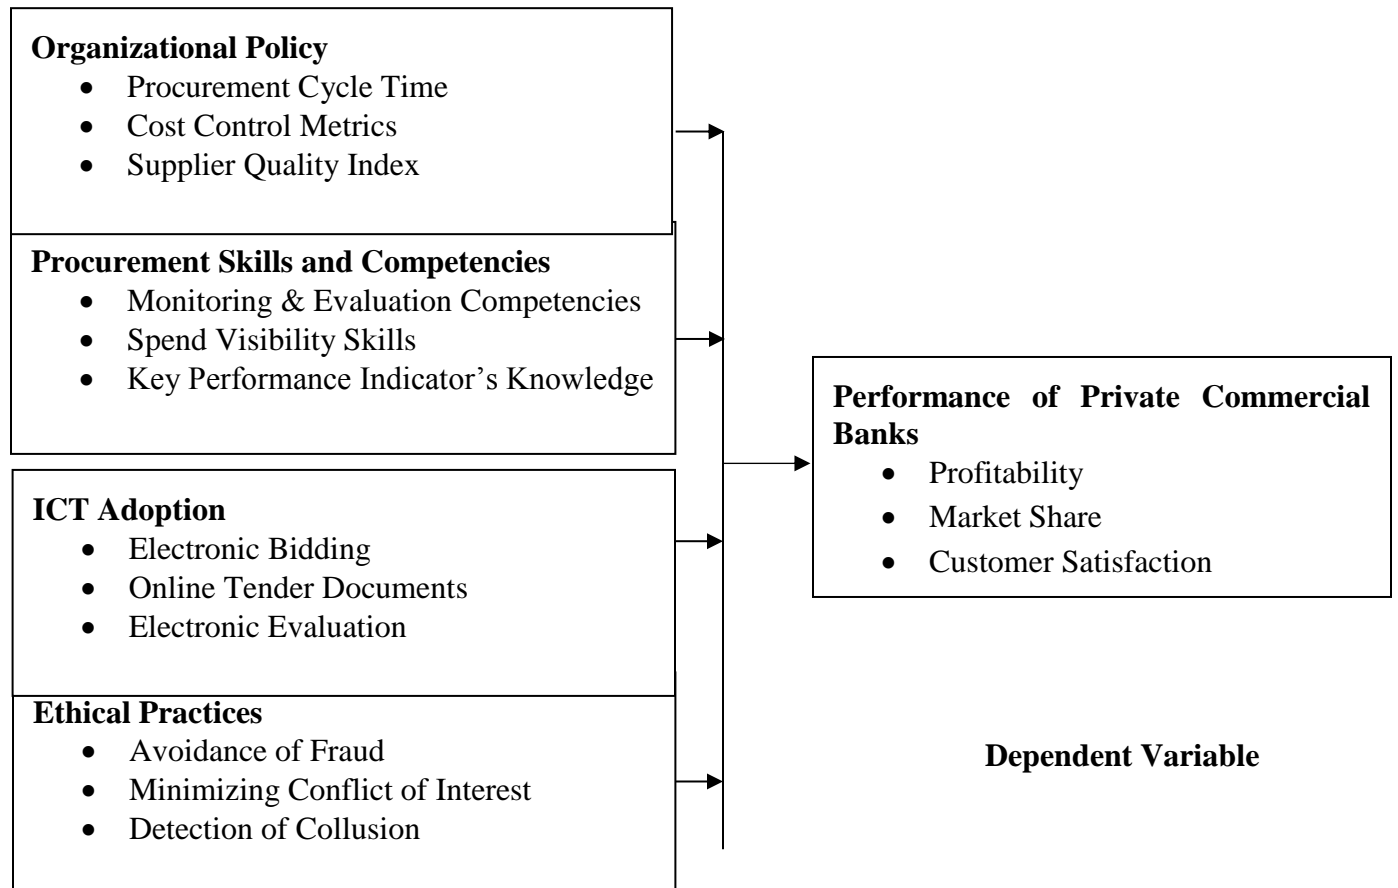 Organizational Policy
• Procurement Cycle Time
• Cost Control Metrics
• Supplier Quality Index
Procurement Skills and Competencies
• Monitoring & Evaluation Competencies
• Spend Visibility Skills
• Key Performance Indicator’s Knowledge
ICT Adoption
• Electronic Bidding
• Online Tender Documents
• Electronic Evaluation
Ethical Practices
• Avoidance of Fraud
• Minimizing Conflict of Interest
• Detection of Collusion
Performance of Private Commercial
Banks
• Profitability
• Market Share
• Customer Satisfaction
Dependent Variable